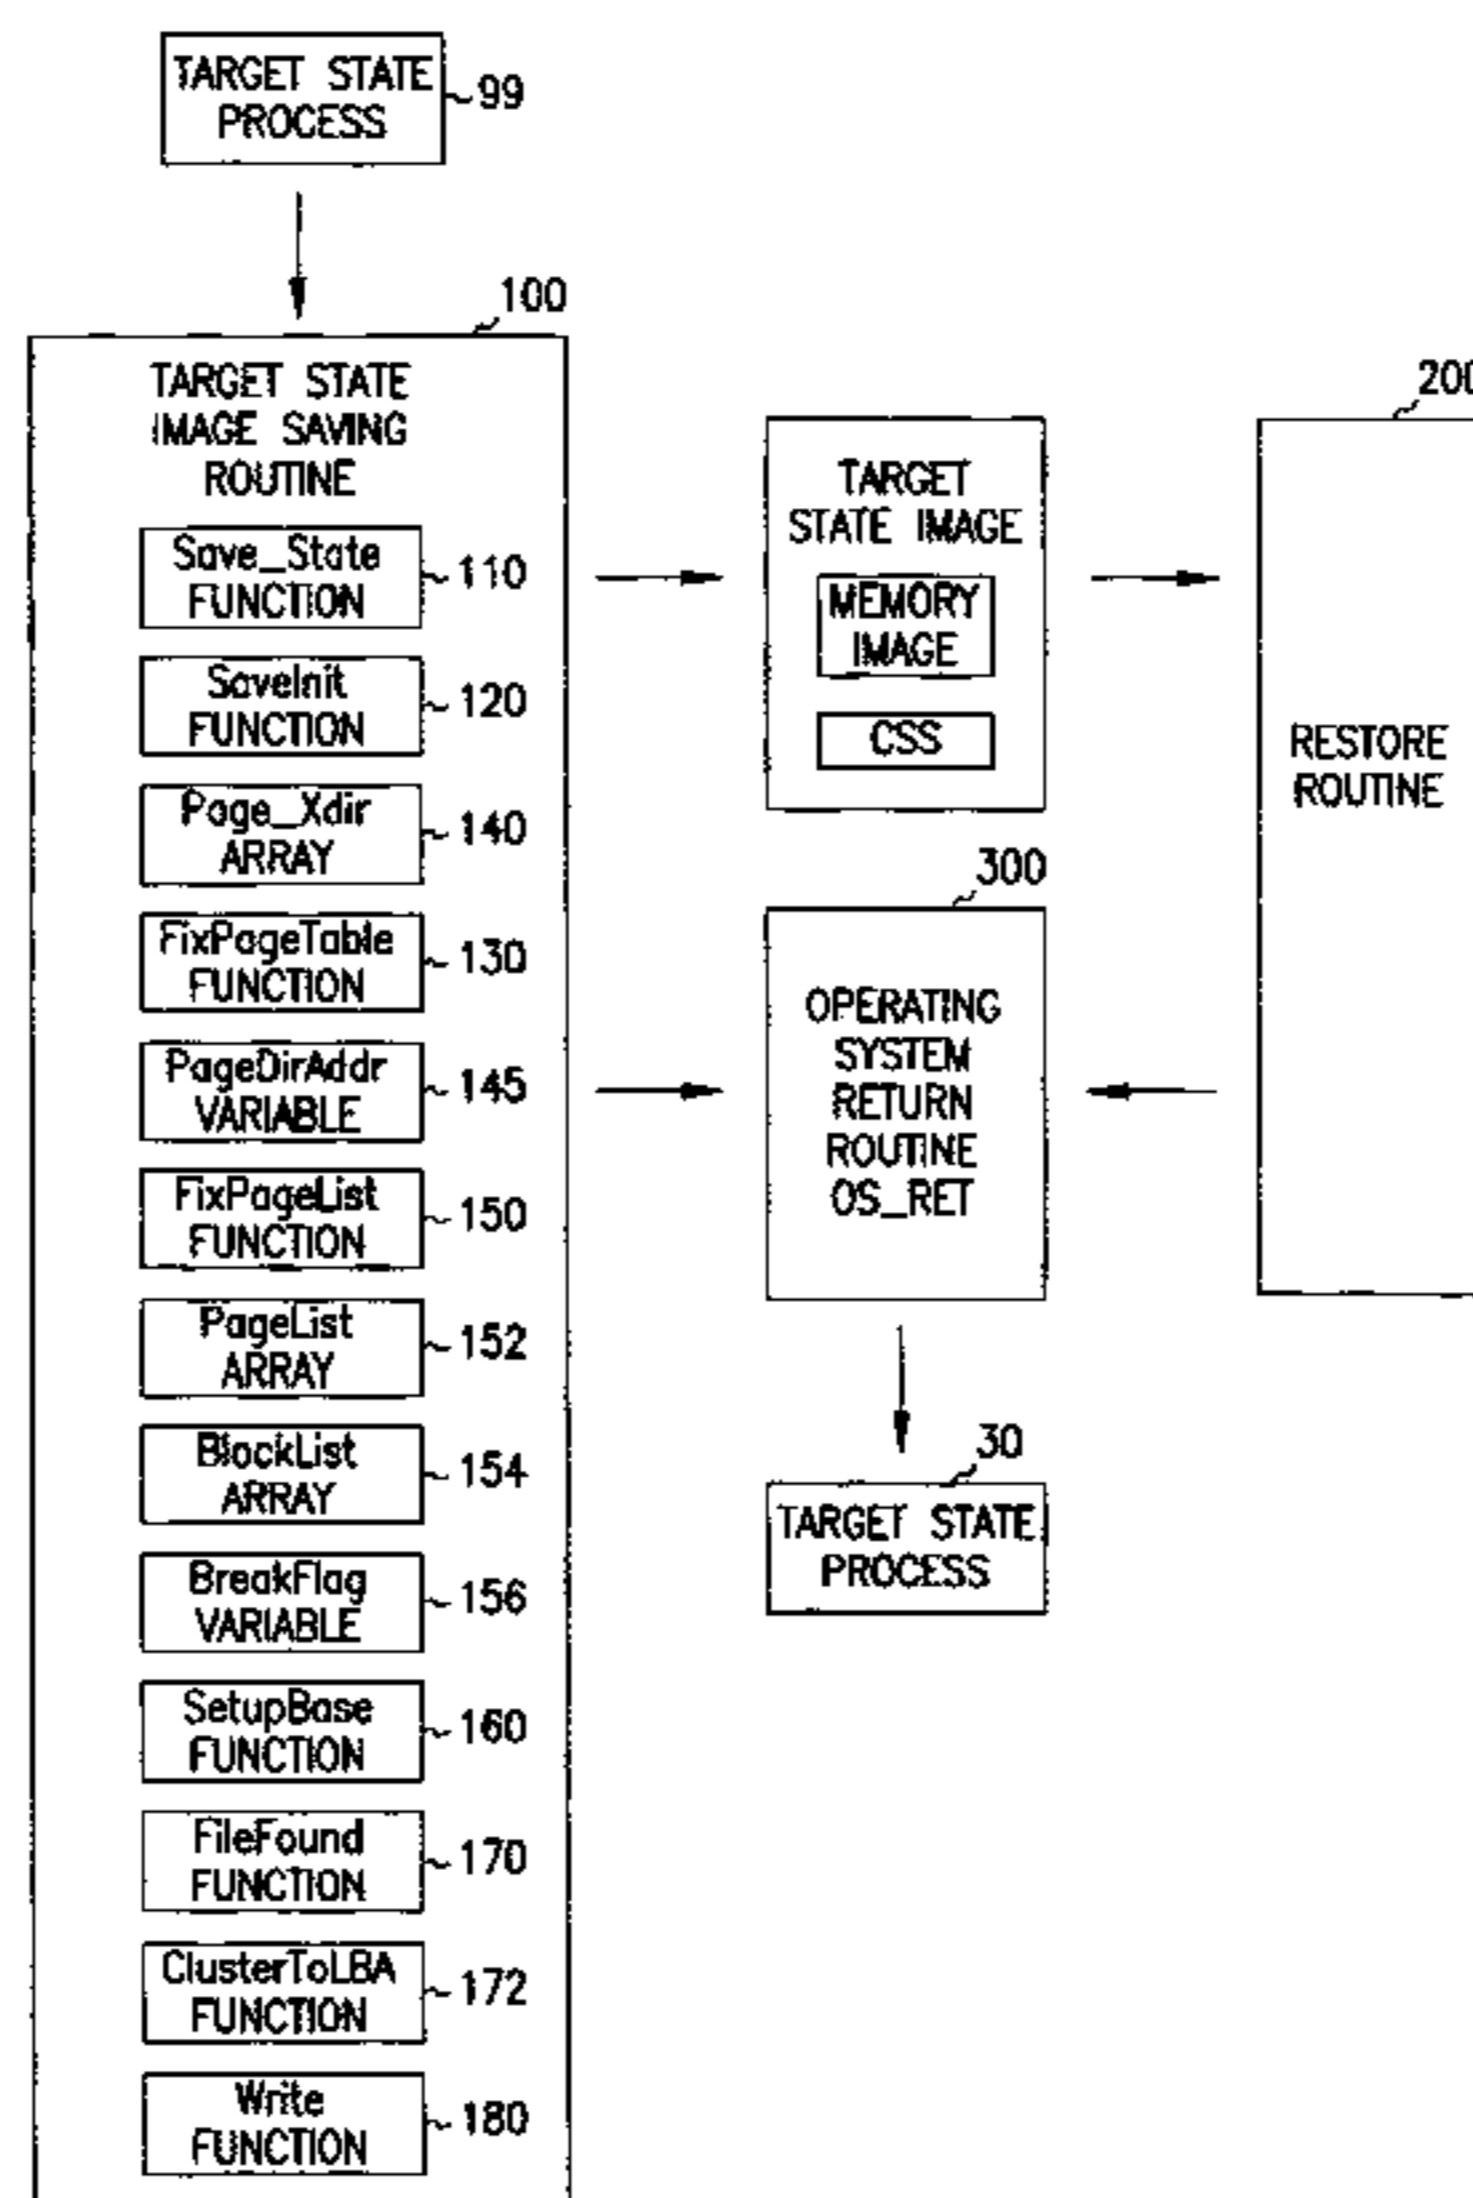 TARGET STATE
PROCESS
99
100
TARGET STATE
IMAGE SAVING
ROUTINE
Save_State
FUNCTION
110
SaveInit
FUNCTION
120
Page_Xdir
ARRAY
140
FixPageTable
FUNCTION
130
PageDirAddr
VARIABLE
145
FixPageList
FUNCTION
150
PageList
ARRAY
152
BlockList
ARRAY
154
BreakFlag
VARIABLE
156
SetupBase
FUNCTION
160
FileFound
FUNCTION
170
ClusterToLBA
FUNCTION
172
Write
FUNCTION
180
TARGET
STATE IMAGE
MEMORY
IMAGE
CSS
300
OPERATING
SYSTEM
RETURN
ROUTINE
OS_RET
30
TARGET STATE
PROCESS
200
RESTORE
ROUTINE